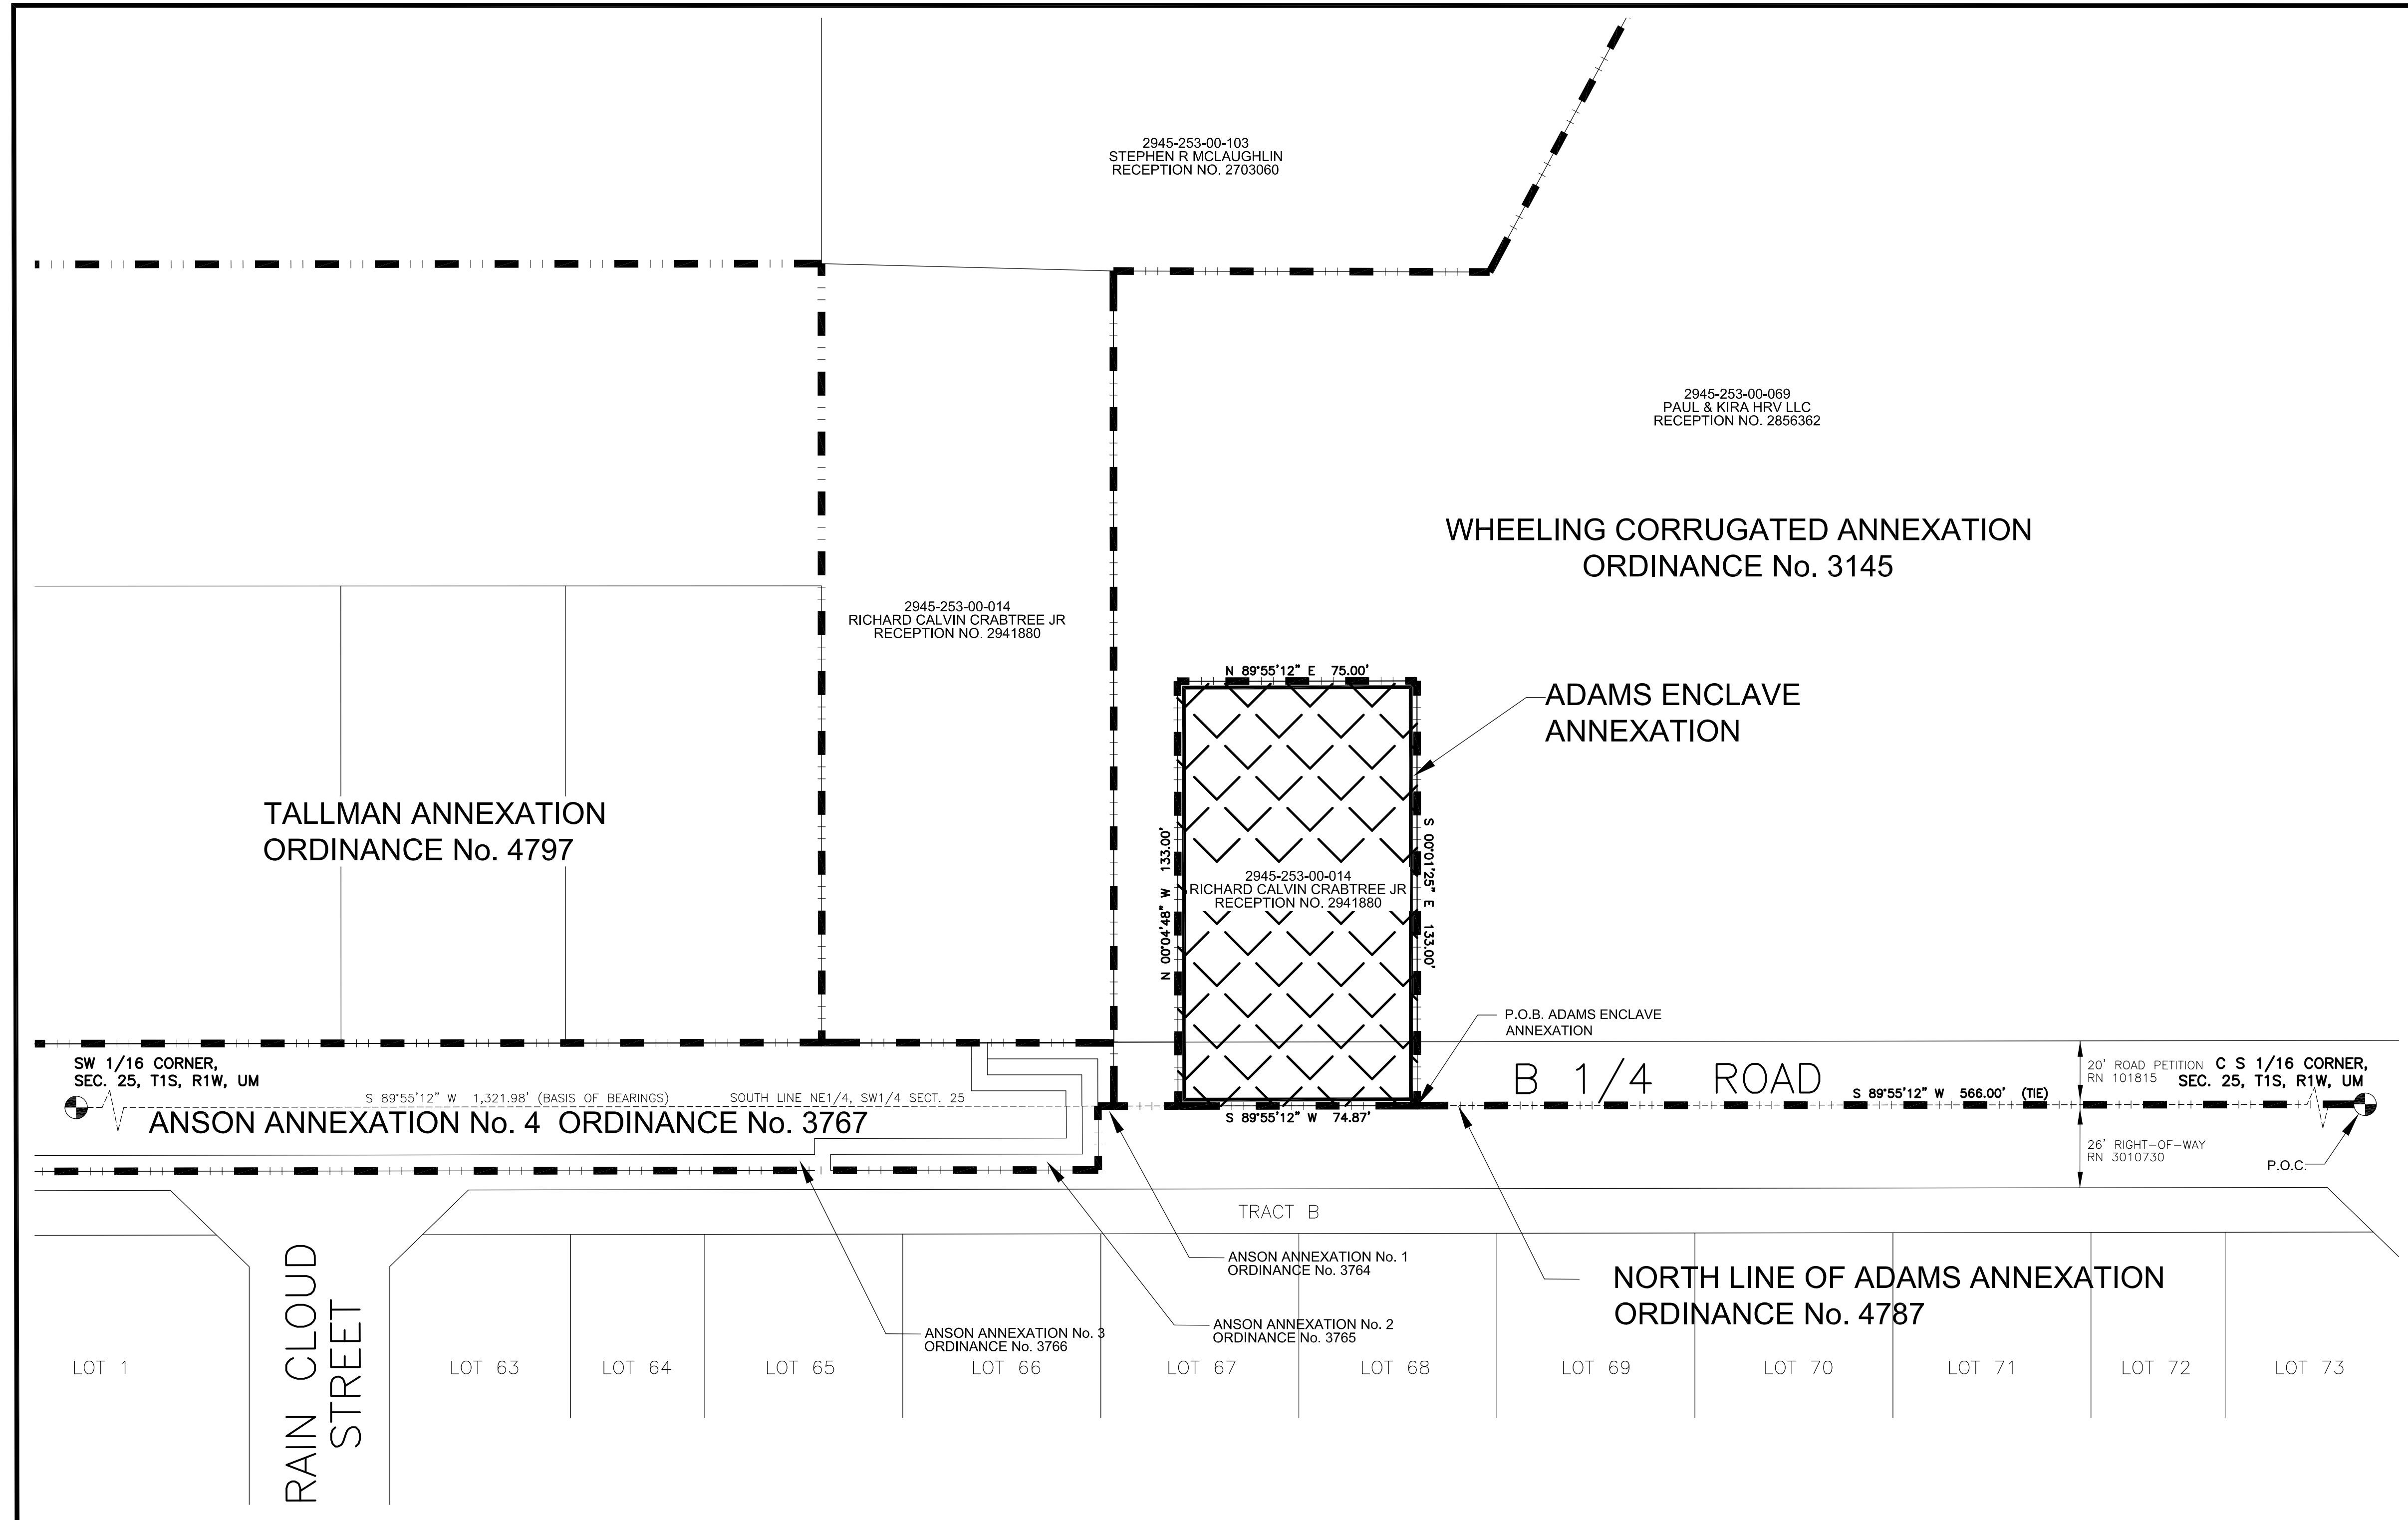 2945-253-00-103
STEPHEN R MCLAUGHLIN
RECEPTION NO. 2703060
2945-253-00-069
PAUL & KIRA HRV LLC
RECEPTION NO. 2856362
WHEELING CORRUGATED ANNEXATION
ORDINANCE No. 3145
2945-253-00-014
RICHARD CALVIN CRABTREE JR
RECEPTION NO. 2941880
N 89°55'12" E 75.00'
ADAMS ENCLAVE
ANNEXATION
TALLMAN ANNEXATION
ORDINANCE No. 4797
N 00°04'48" W 133.00'
S 00°01'25" E 133.00'
2945-253-00-014
RICHARD CALVIN CRABTREE JR
RECEPTION NO. 2941880
P.O.B. ADAMS ENCLAVE
ANNEXATION
SW 1/16 CORNER,
SEC. 25, T1S, R1W, UM
S 89°55'12" W 1,321.98' (BASIS OF BEARINGS)
SOUTH LINE NE1/4, SW1/4 SECT. 25
ANSON ANNEXATION No. 4 ORDINANCE No. 3767
S 89°55'12" W 74.87'
B 1/4 ROAD
S 89°55'12" W 566.00' (TIE)
20' ROAD PETITION
RN 101815
C S 1/16 CORNER,
SEC. 25, T1S, R1W, UM
26' RIGHT-OF-WAY
RN 3010730
P.O.C.
TRACT B
ANSON ANNEXATION No. 1
ORDINANCE No. 3764
ANSON ANNEXATION No. 2
ORDINANCE No. 3765
ANSON ANNEXATION No. 3
ORDINANCE No. 3766
NORTH LINE OF ADAMS ANNEXATION
ORDINANCE No. 4787
RAIN CLOUD
STREET
LOT 1
LOT 63
LOT 64
LOT 65
LOT 66
LOT 67
LOT 68
LOT 69
LOT 70
LOT 71
LOT 72
LOT 73